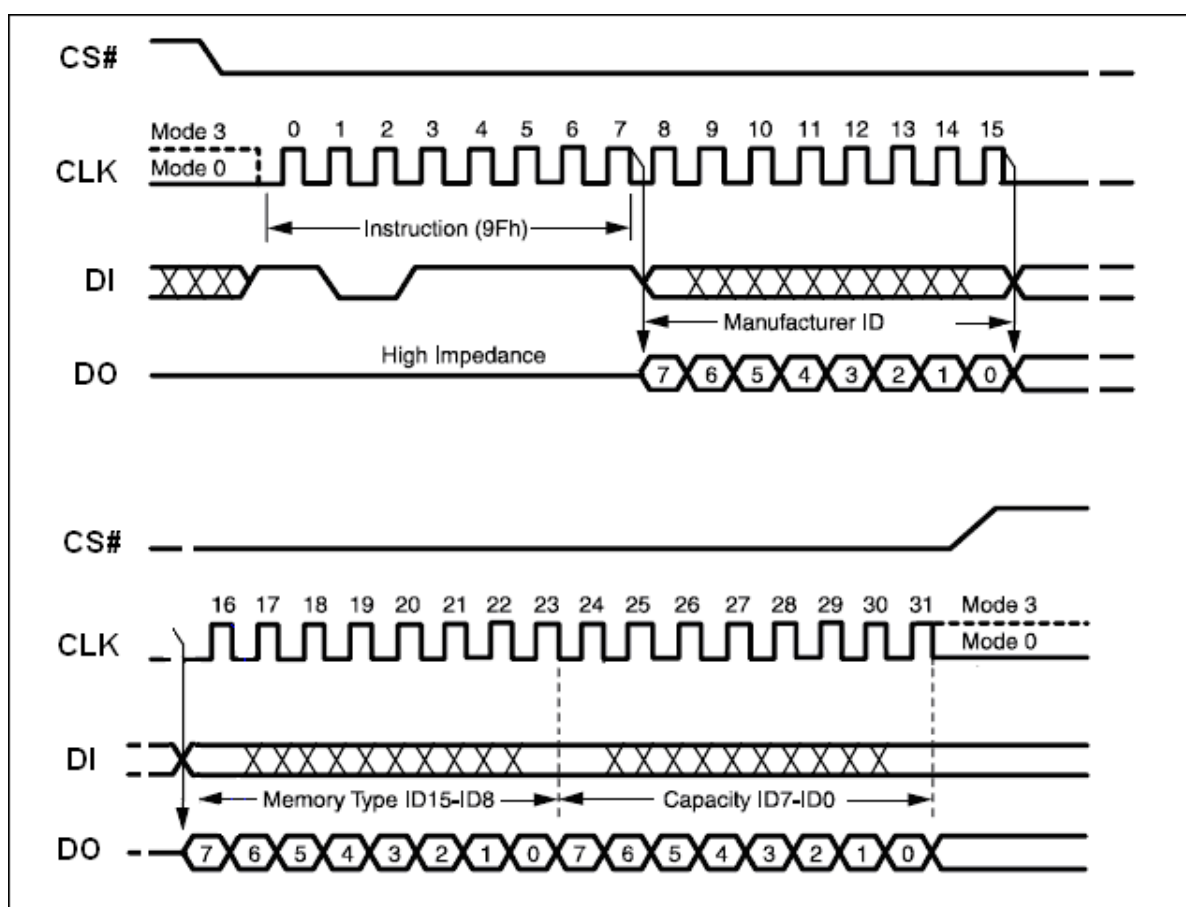 CS#
Mode 3
0 1 2 3 4 5 6 7 8 9 10 11 12 13 14 15
CLK
Mode 0
Instruction (9Fh)
DI
Manufacturer ID
High Impedance
DO
7 6 5 4 3 2 1 0
CS#
16 17 18 19 20 21 22 23 24 25 26 27 28 29 30 31
Mode 3
CLK
Mode 0
DI
Memory Type ID15-ID8
Capacity ID7-ID0
DO
7 6 5 4 3 2 1 0 7 6 5 4 3 2 1 0